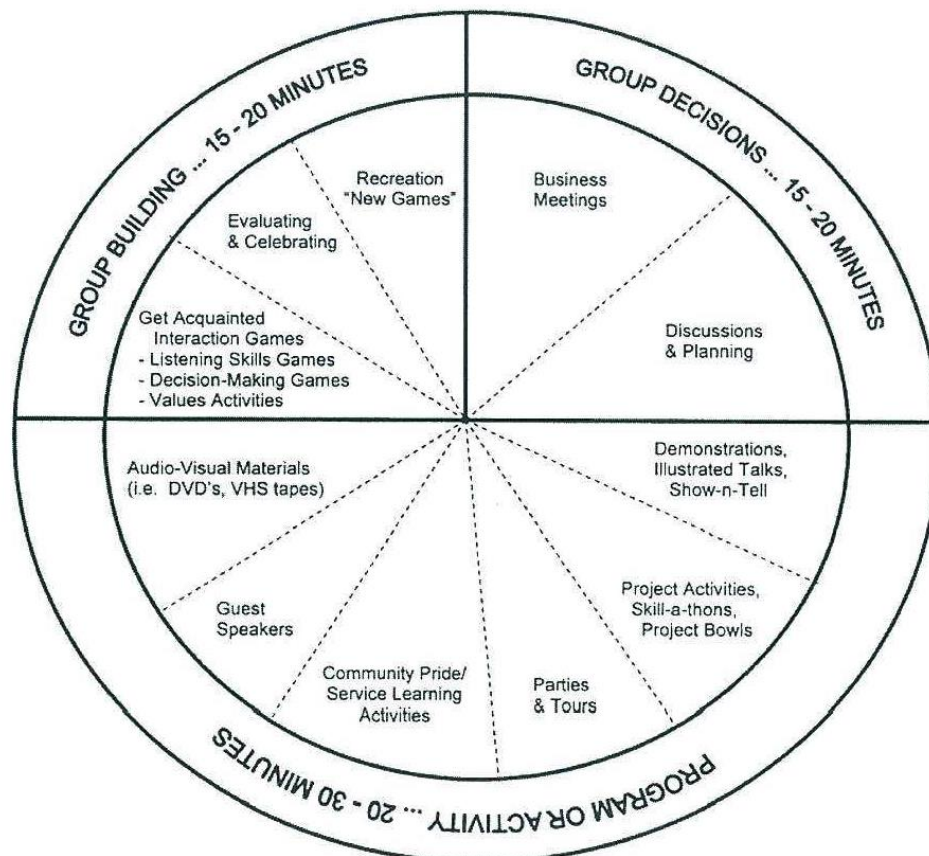 GROUP BUILDING ... 15 - 20 MINUTES
GROUP DECISIONS ... 15 - 20 MINUTES
Recreation
"New Games"
Evaluating
& Celebrating
Get Acquainted
Interaction Games
- Listening Skills Games
- Decision-Making Games
- Values Activities
Business
Meetings
Discussions
& Planning
Audio-Visual Materials
(i.e. DVD's, VHS tapes)
Guest
Speakers
Community Pride/
Service Learning
Activities
Parties
& Tours
Project Activities,
Skill-a-thons,
Project Bowls
Demonstrations,
Illustrated Talks,
Show-n-Tell
PROGRAM OR ACTIVITY ... 20 - 30 MINUTES